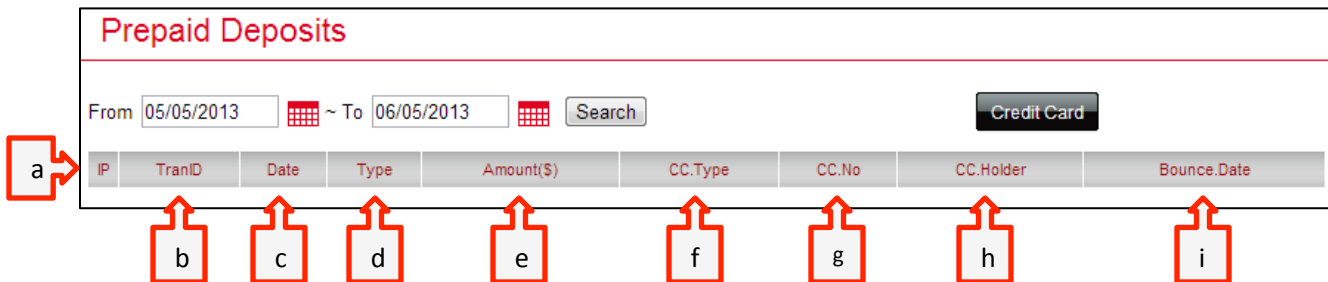 Prepaid Deposits
From 05/05/2013 ~ To 06/05/2013 Search Credit Card
a IP TranID Date Type Amount($) CC.Type CC.No CC.Holder Bounce.Date
b c d e f g h i